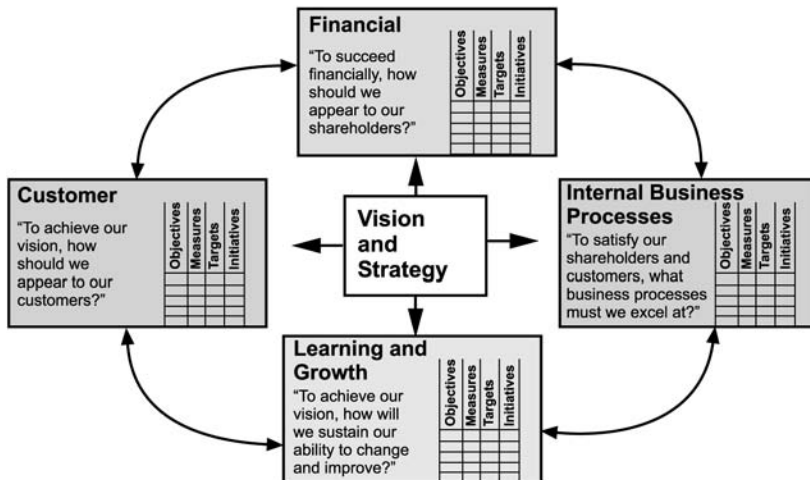 Financial
“To succeed
financially, how
should we
appear to our
shareholders?”
Objectives
Measures
Targets
Initiatives
Customer
“To achieve our
vision, how
should we
appear to our
customers?”
Objectives
Measures
Targets
Initiatives
Vision
and
Strategy
Internal Business
Processes
“To satisfy our
shareholders and
customers, what
business processes
must we excel at?”
Objectives
Measures
Targets
Initiatives
Learning and
Growth
“To achieve our
vision, how will
we sustain our
ability to change
and improve?”
Objectives
Measures
Targets
Initiatives